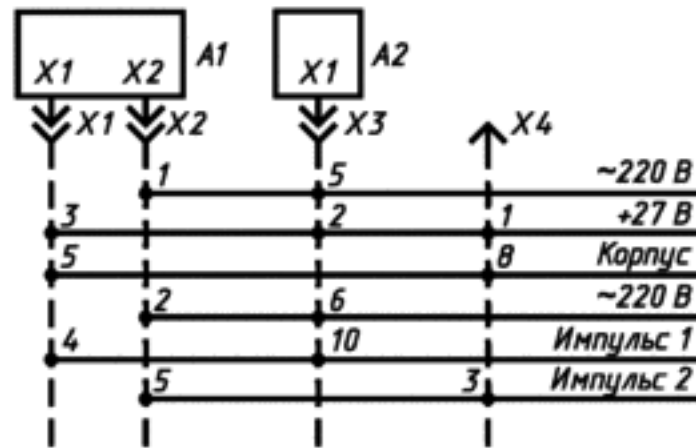 X1 X2 A1 X1 A2
X1 X2 X3 X4
1 5 ~220 В
3 2 1 +27 В
5 8 Корпус
2 6 ~220 В
4 10 Импульс 1
5 3 Импульс 2